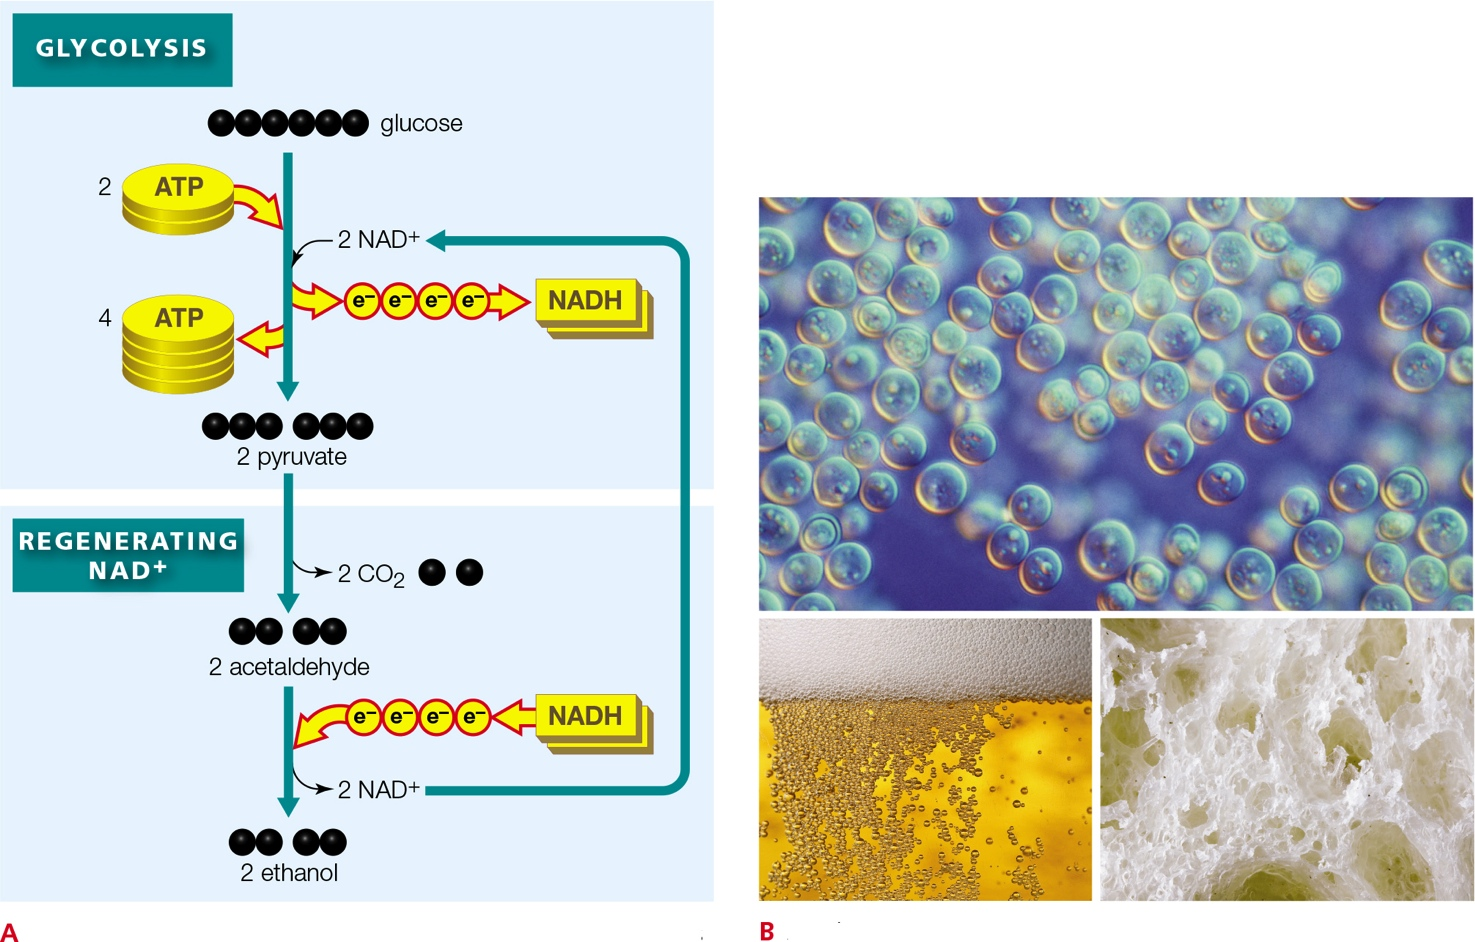 GLYCOLYSIS
glucose
2 ATP
2 NAD+
e– e– e– e– NADH
4 ATP
2 pyruvate
REGENERATING
NAD+
2 CO2
2 acetaldehyde
e– e– e– e– NADH
2 NAD+
2 ethanol
A
B